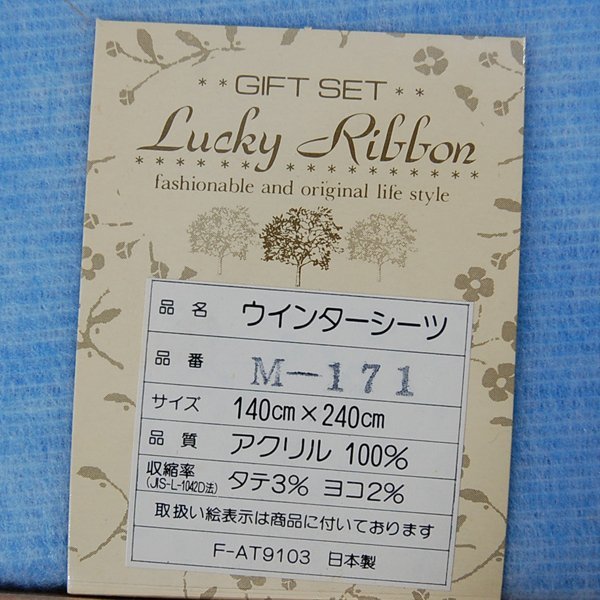 **GIFT SET**
Lucky Ribbon
fashionable and original life style
品名 ウインターシーツ
品番 M-171
サイズ 140cm×240cm
品質 アクリル 100%
収縮率 (JIS-L-1042D法) タテ3% ヨコ2%
取扱い絵表示は商品に付いております
F-AT9103 日本製